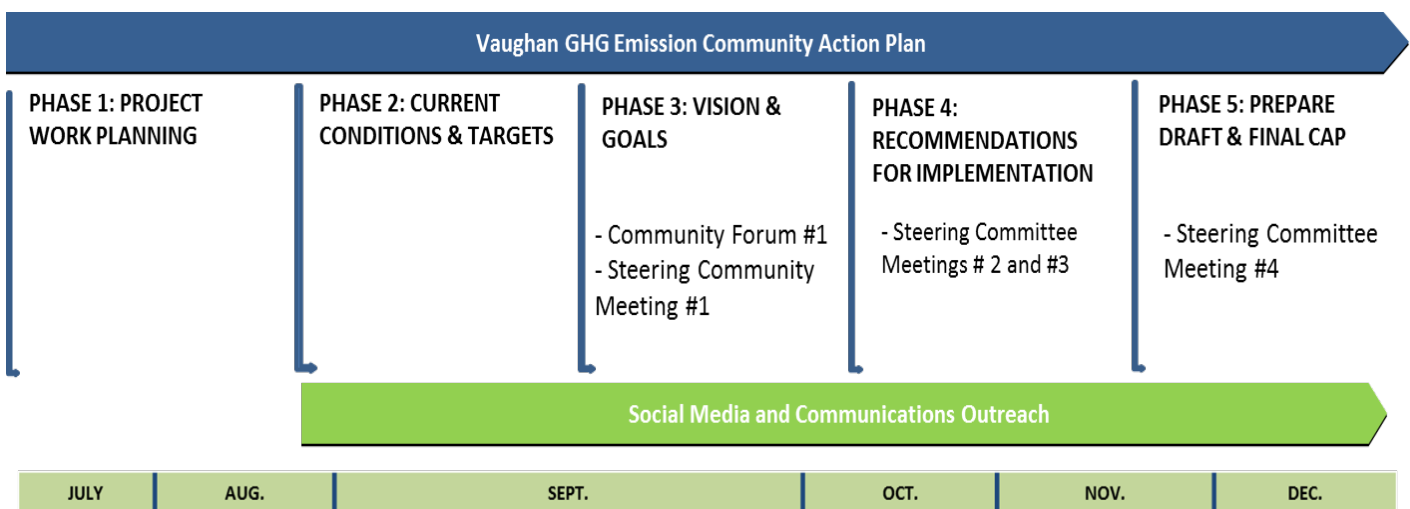 Vaughan GHG Emission Community Action Plan
PHASE 1: PROJECT
WORK PLANNING
PHASE 2: CURRENT
CONDITIONS & TARGETS
PHASE 3: VISION &
GOALS
- Community Forum #1
- Steering Community
Meeting #1
PHASE 4:
RECOMMENDATIONS
FOR IMPLEMENTATION
- Steering Committee
Meetings # 2 and #3
PHASE 5: PREPARE
DRAFT & FINAL CAP
- Steering Committee
Meeting #4
Social Media and Communications Outreach
JULY
AUG.
SEPT.
OCT.
NOV.
DEC.